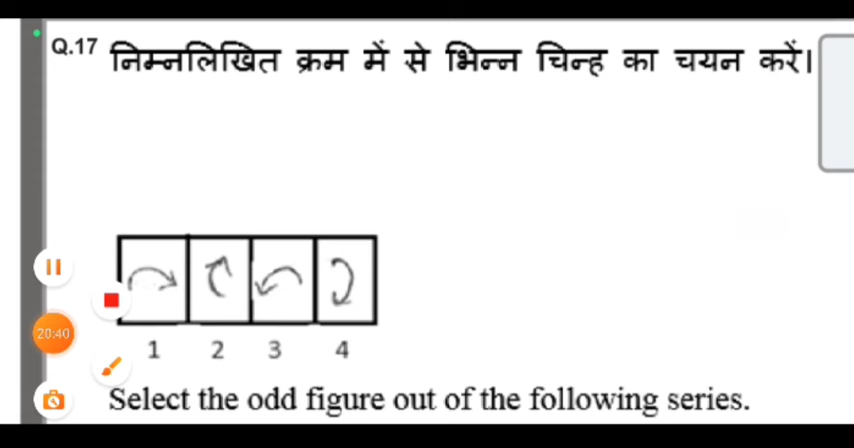 Q.17 निम्नलिखित क्रम में से भिन्न चिन्ह का चयन करें।
20:40
1 2 3 4
Select the odd figure out of the following series.